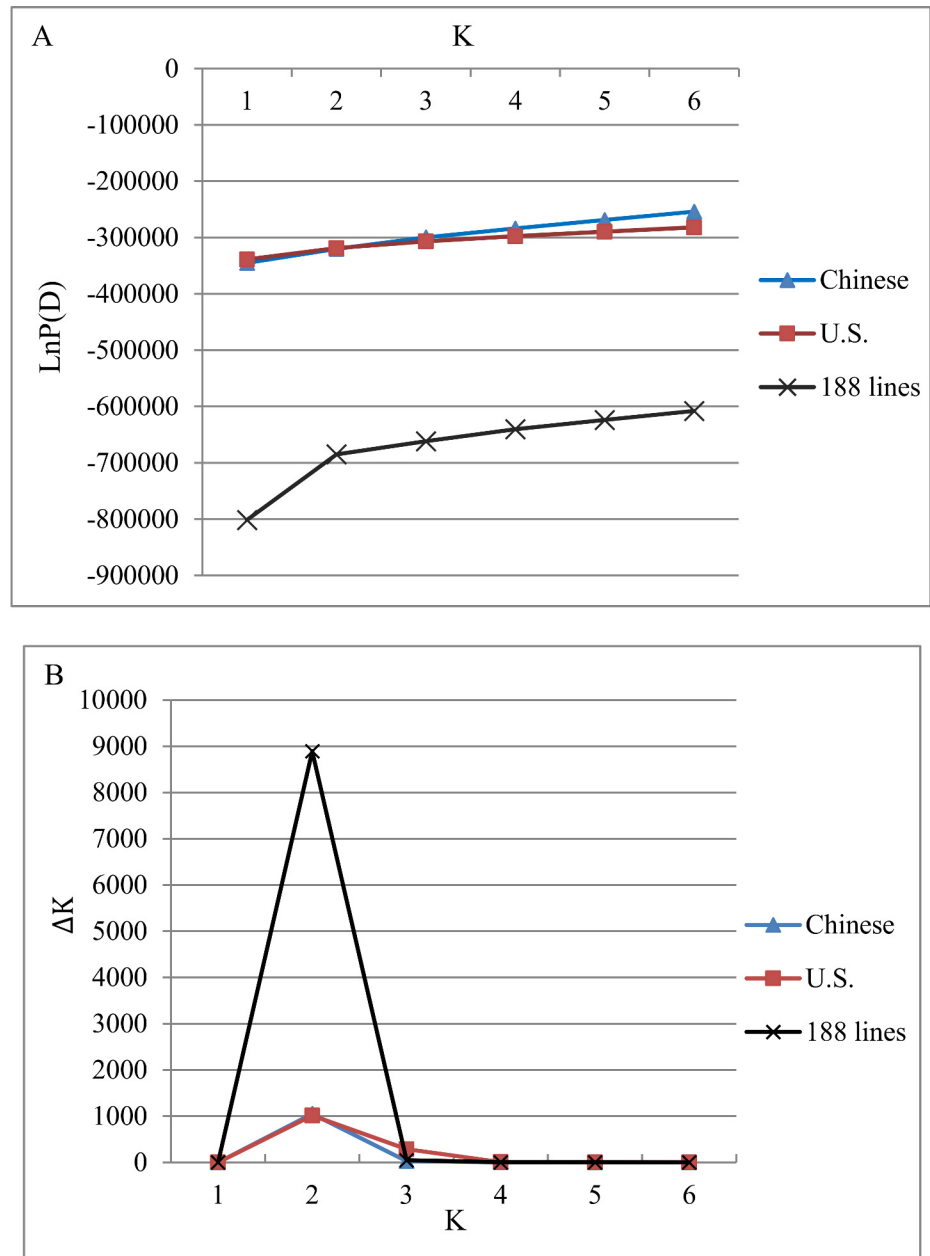 A
K
0
1 2 3 4 5 6
-100000
-200000
-300000
-400000
-500000
-600000
-700000
-800000
-900000
LnP(D)
Chinese
U.S.
188 lines
B
10000
9000
8000
7000
6000
5000
4000
3000
2000
1000
0
ΔK
1 2 3 4 5 6
K
Chinese
U.S.
188 lines